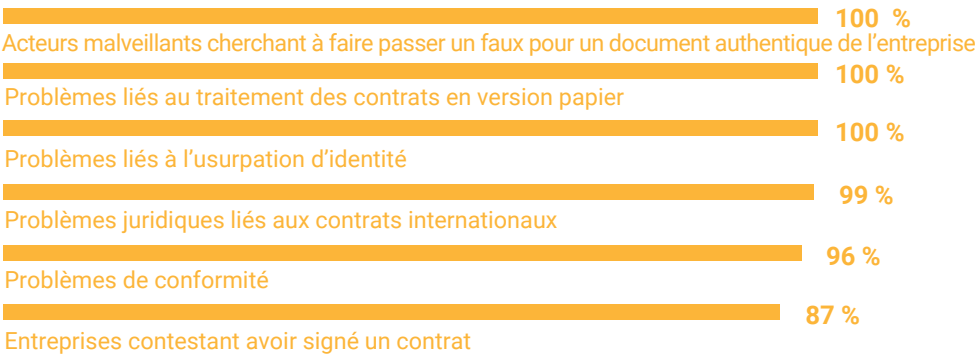 100 %
Acteurs malveillants cherchant à faire passer un faux pour un document authentique de l’entreprise
100 %
Problèmes liés au traitement des contrats en version papier
100 %
Problèmes liés à l’usurpation d’identité
99 %
Problèmes juridiques liés aux contrats internationaux
96 %
Problèmes de conformité
87 %
Entreprises contestant avoir signé un contrat